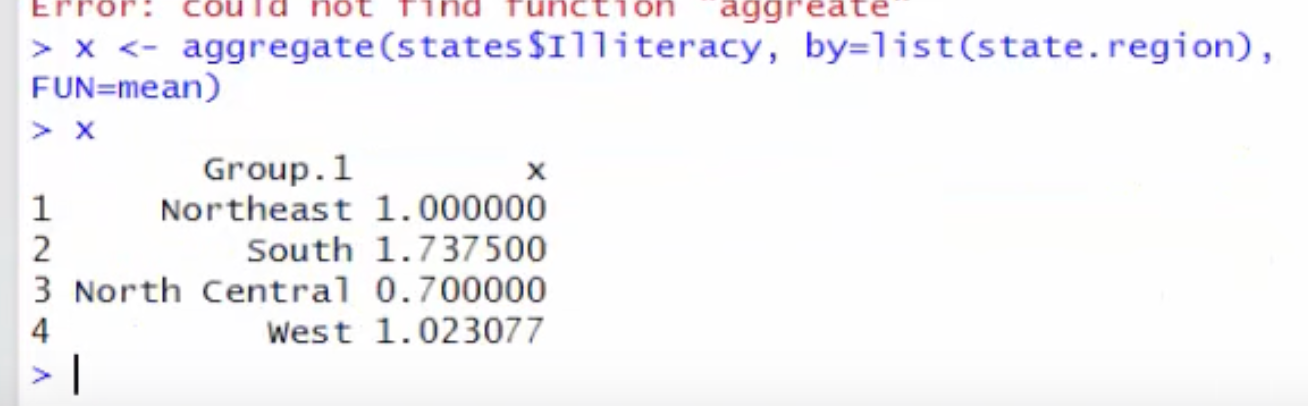 Error: could not find function "aggreate"
> x <- aggregate(states$Illiteracy, by=list(state.region),
FUN=mean)
> x
Group.1 x
1 Northeast 1.000000
2 South 1.737500
3 North Central 0.700000
4 West 1.023077
>